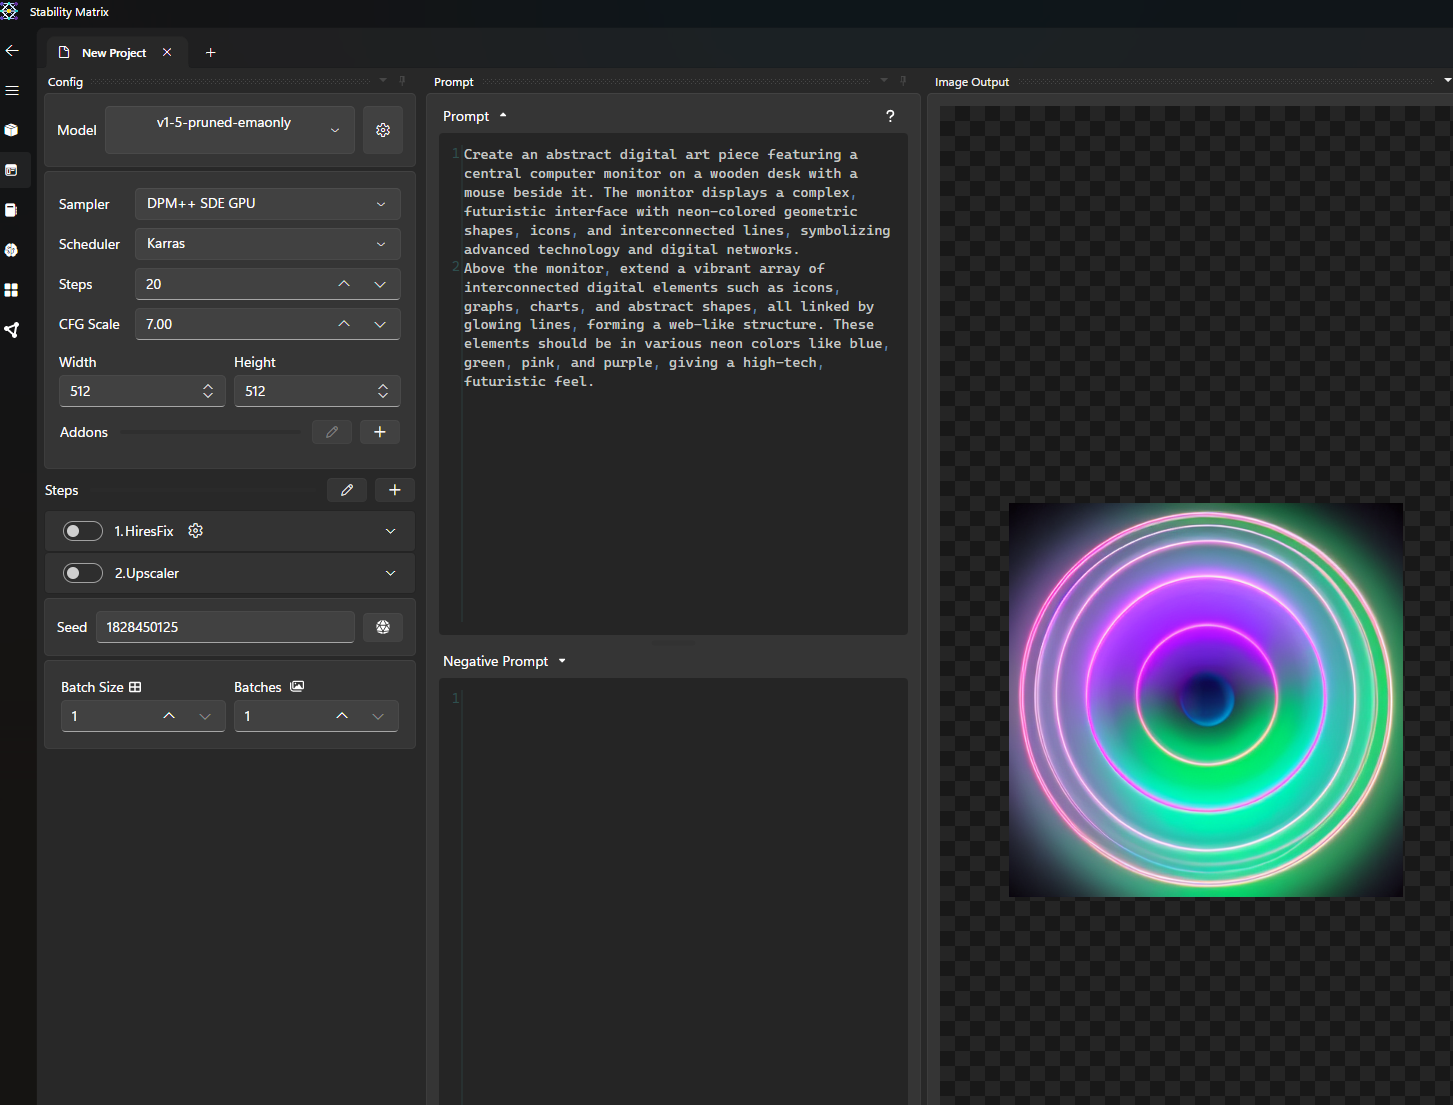 Stability Matrix
New Project
Config
Model
v1-5-pruned-emaonly
Sampler
DPM++ SDE GPU
Scheduler
Karras
Steps
20
CFG Scale
7.00
Width
Height
512
512
Addons
Steps
1.HiresFix
2.Upscaler
Seed
1828450125
Batch Size
Batches
1
1
Prompt
Prompt
?
1
Create an abstract digital art piece featuring a
central computer monitor on a wooden desk with a
mouse beside it. The monitor displays a complex,
futuristic interface with neon-colored geometric
shapes, icons, and interconnected lines, symbolizing
advanced technology and digital networks.
2
Above the monitor, extend a vibrant array of
interconnected digital elements such as icons,
graphs, charts, and abstract shapes, all linked by
glowing lines, forming a web-like structure. These
elements should be in various neon colors like blue,
green, pink, and purple, giving a high-tech,
futuristic feel.
Negative Prompt
1
Image Output